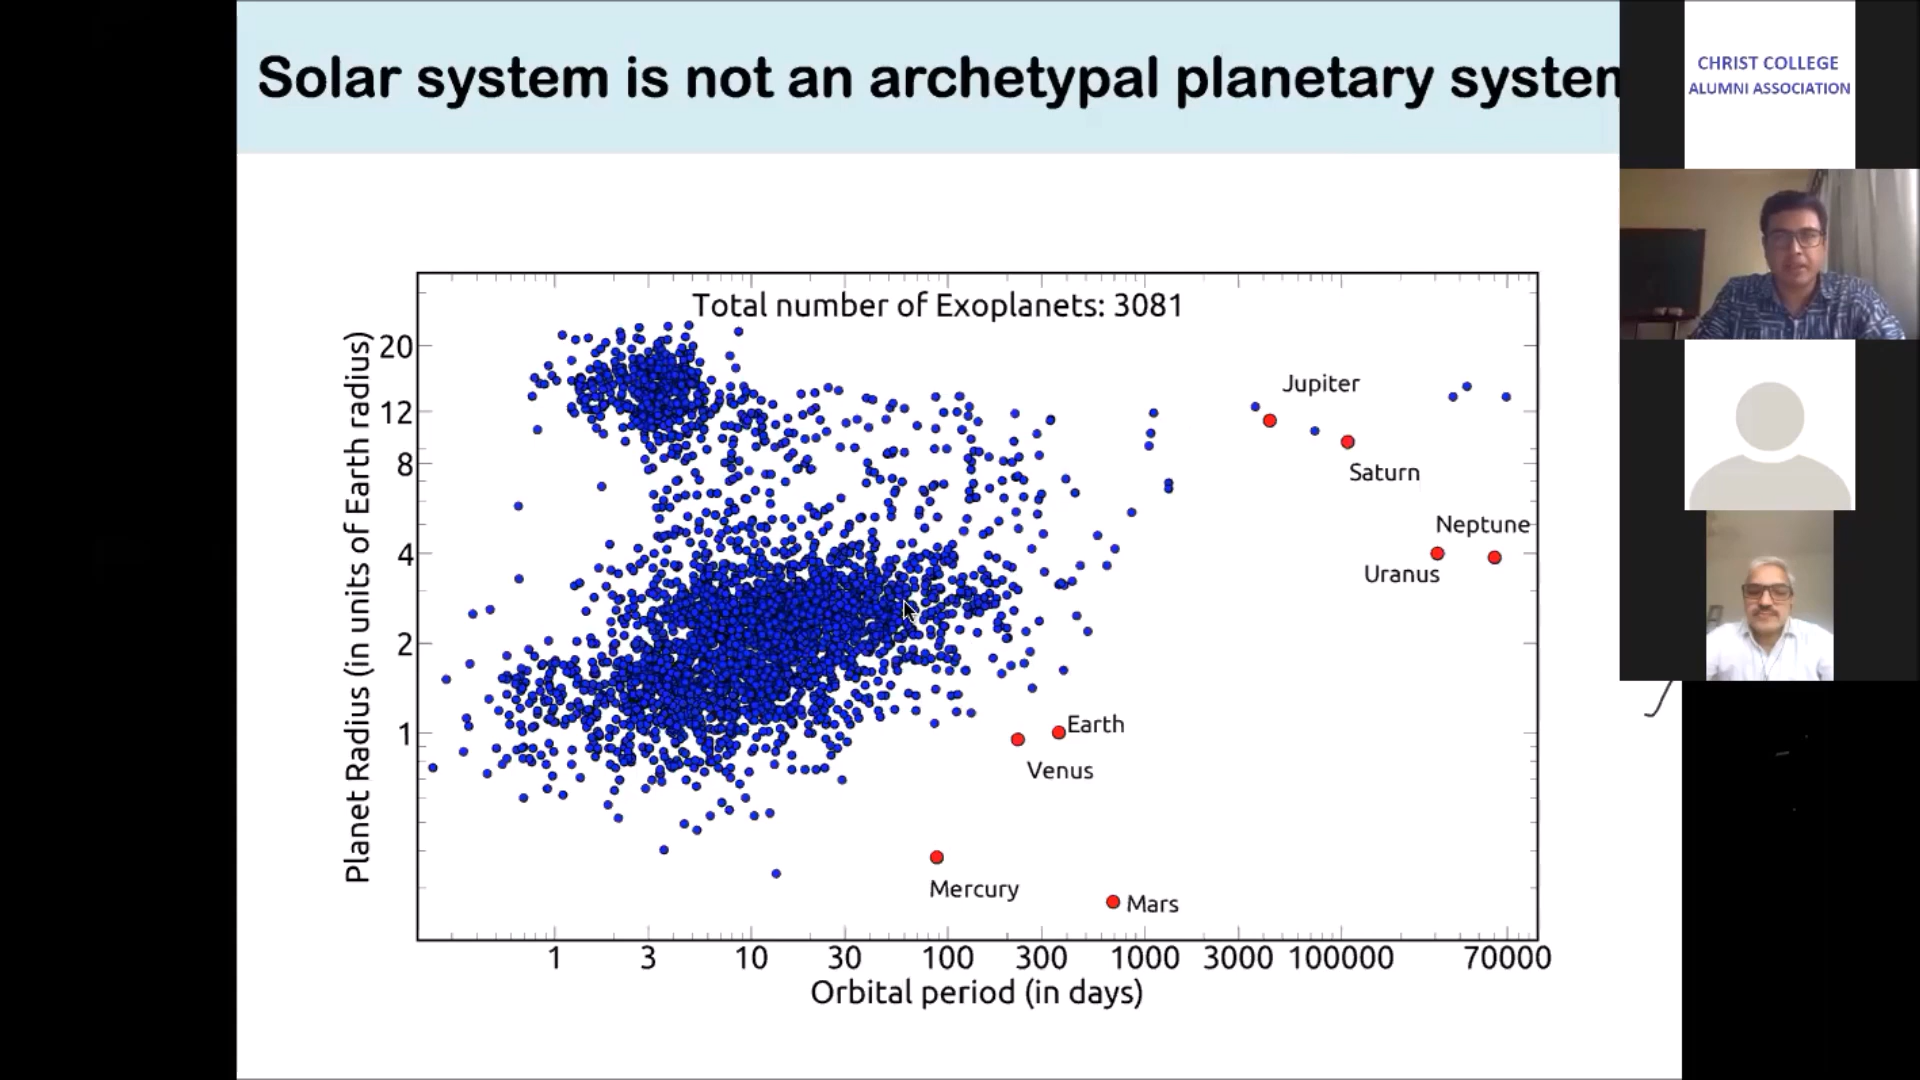 Solar system is not an archetypal planetary system
CHRIST COLLEGE
ALUMNI ASSOCIATION
Total number of Exoplanets: 3081
Planet Radius (in units of Earth radius)
20
12
8
4
2
1
Jupiter
Saturn
Neptune
Uranus
Earth
Venus
Mercury
Mars
1 3 10 30 100 300 1000 3000 100000 70000
Orbital period (in days)